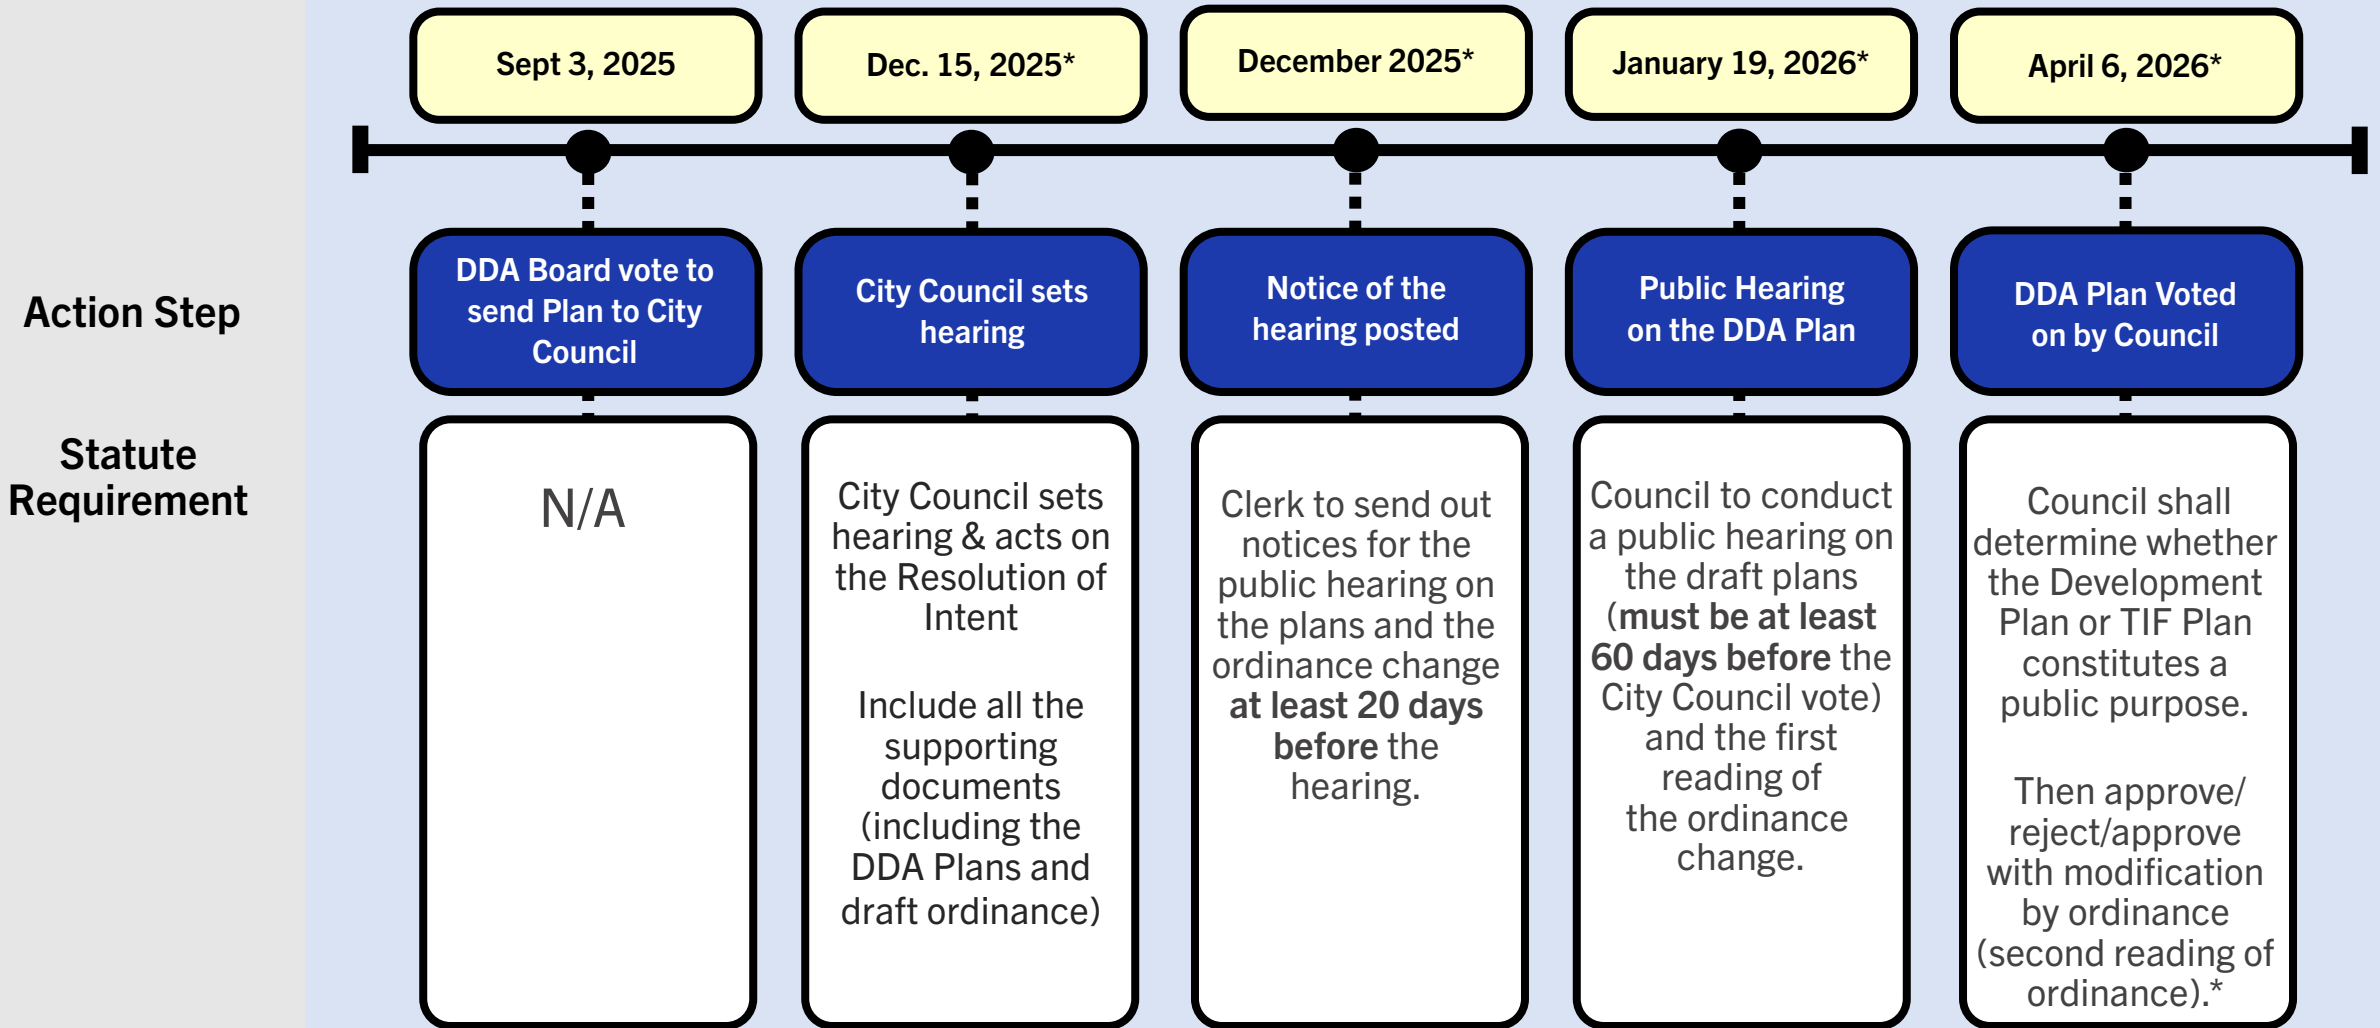 Sept 3, 2025
Dec. 15, 2025*
December 2025*
January 19, 2026*
April 6, 2026*
Action Step
DDA Board vote to
send Plan to City
Council
City Council sets
hearing
Notice of the
hearing posted
Public Hearing
on the DDA Plan
DDA Plan Voted
on by Council
Statute
Requirement
N/A
City Council sets
hearing & acts on
the Resolution of
Intent
Include all the
supporting
documents
(including the
DDA Plans and
draft ordinance)
Clerk to send out
notices for the
public hearing on
the plans and the
ordinance change
at least 20 days
before the
hearing.
Council to conduct
a public hearing on
the draft plans
(must be at least
60 days before the
City Council vote)
and the first
reading of
the ordinance
change.
Council shall
determine whether
the Development
Plan or TIF Plan
constitutes a
public purpose.
Then approve/
reject/approve
with modification
by ordinance
(second reading of
ordinance).*